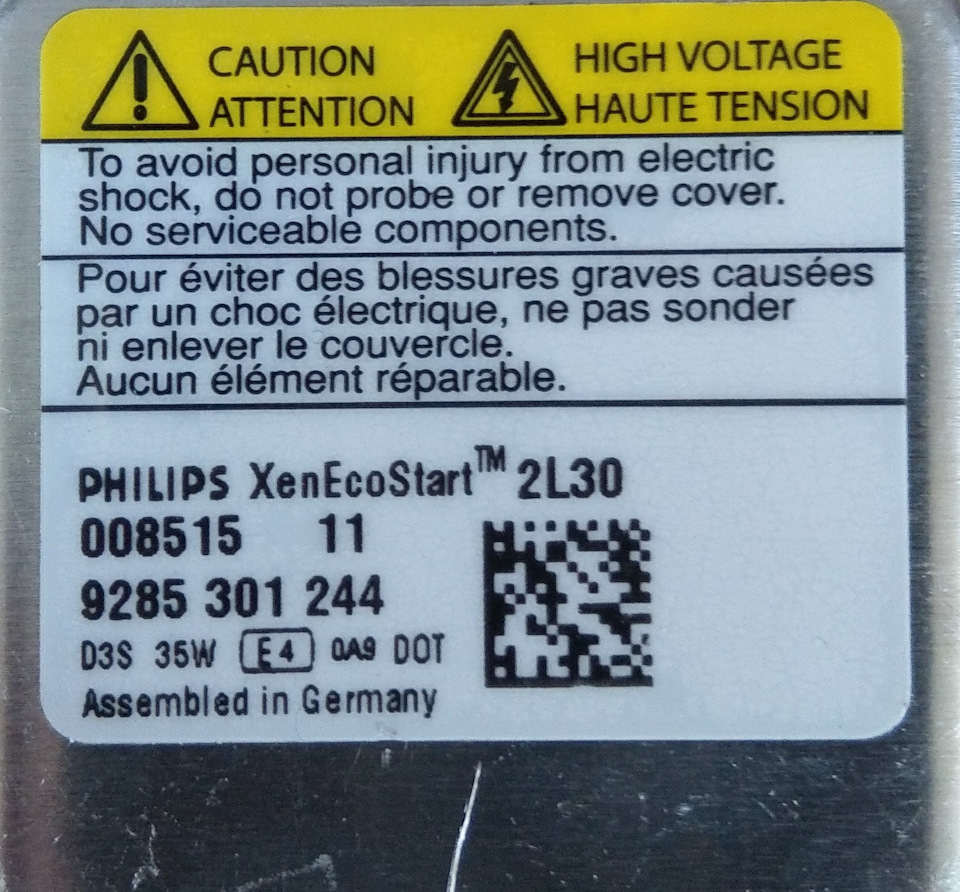 CAUTION
ATTENTION
HIGH VOLTAGE
HAUTE TENSION
To avoid personal injury from electric
shock, do not probe or remove cover.
No serviceable components.
Pour éviter des blessures graves causées
par un choc électrique, ne pas sonder
ni enlever le couvercle.
Aucun élément réparable.
PHILIPS XenEcoStart™ 2L30
008515 11
9285 301 244
D3S 35W E4 0A9 DOT
Assembled in Germany